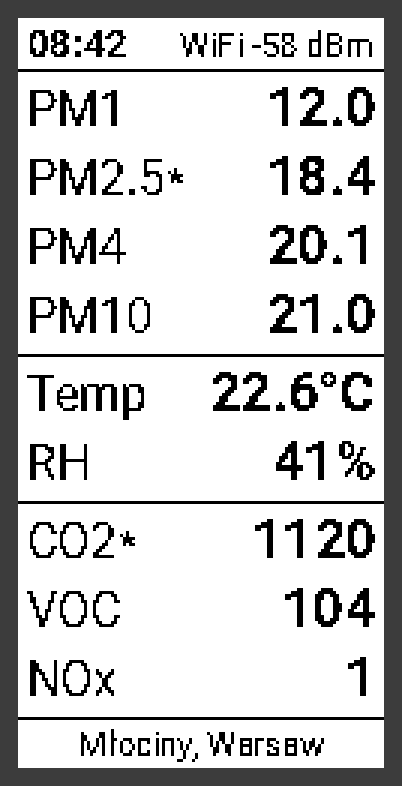 08:42 WiFi -58 dBm
PM1 12.0
PM2.5* 18.4
PM4 20.1
PM10 21.0
Temp 22.6°C
RH 41%
CO2* 1120
VOC 104
NOx 1
Młociny, Warsaw